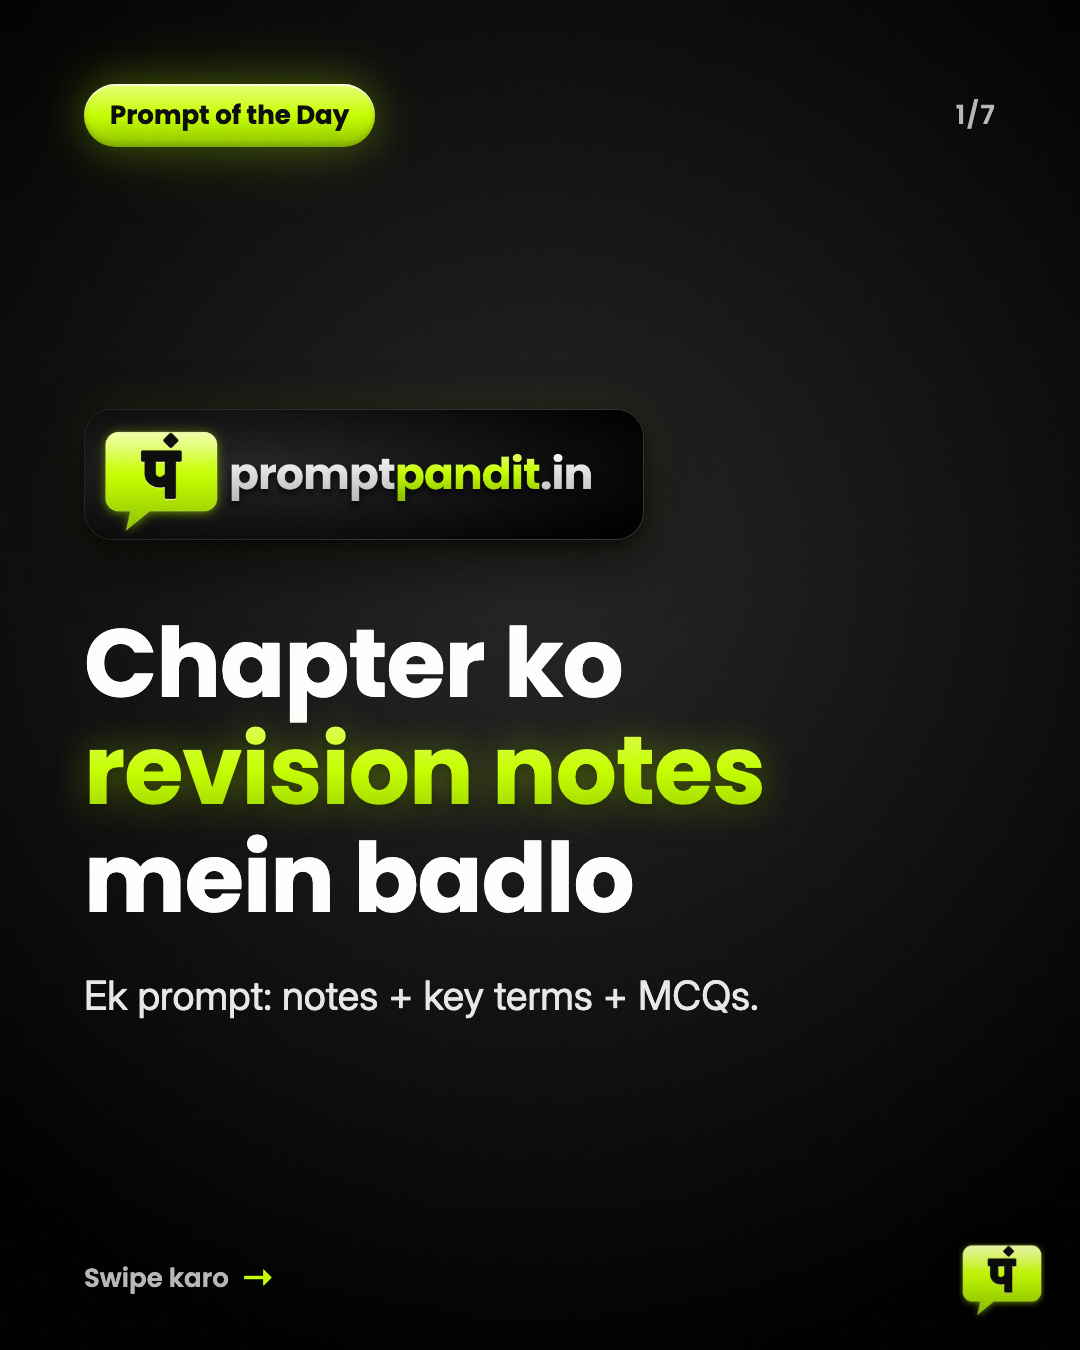 Prompt of the Day
1/7
पं promptpandit.in
Chapter ko
revision notes
mein badlo
Ek prompt: notes + key terms + MCQs.
Swipe karo →
पं